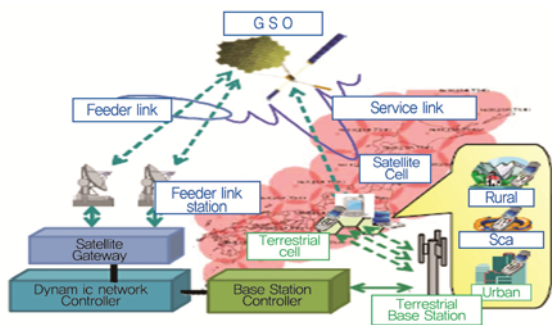 GSO
Feeder link
Service link
Satellite
Cell
Feeder link
station
Rural
Sca
Urban
Terrestrial
cell
Satellite
Gateway
Dynam ic network
Controller
Base Station
Controller
Terrestrial
Base Station